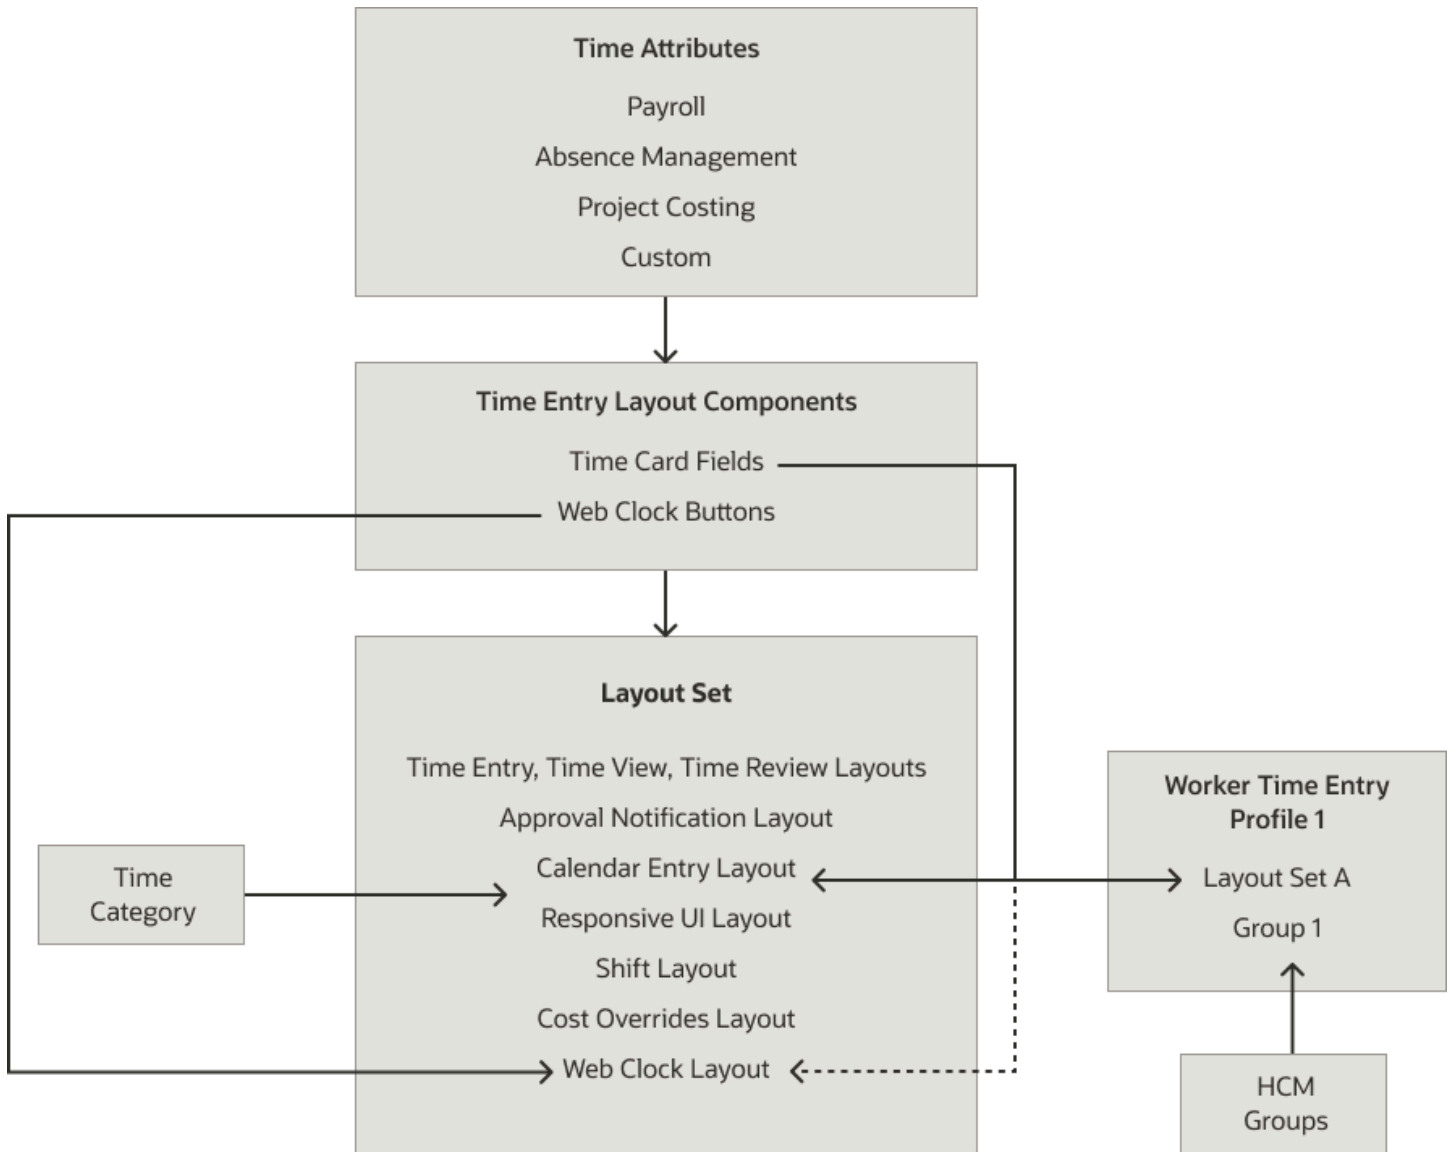 Time Attributes
Payroll
Absence Management
Project Costing
Custom
Time Entry Layout Components
Time Card Fields
Web Clock Buttons
Layout Set
Time Entry, Time View, Time Review Layouts
Approval Notification Layout
Calendar Entry Layout
Responsive UI Layout
Shift Layout
Cost Overrides Layout
Web Clock Layout
Time
Category
Worker Time Entry
Profile 1
Layout Set A
Group 1
HCM
Groups